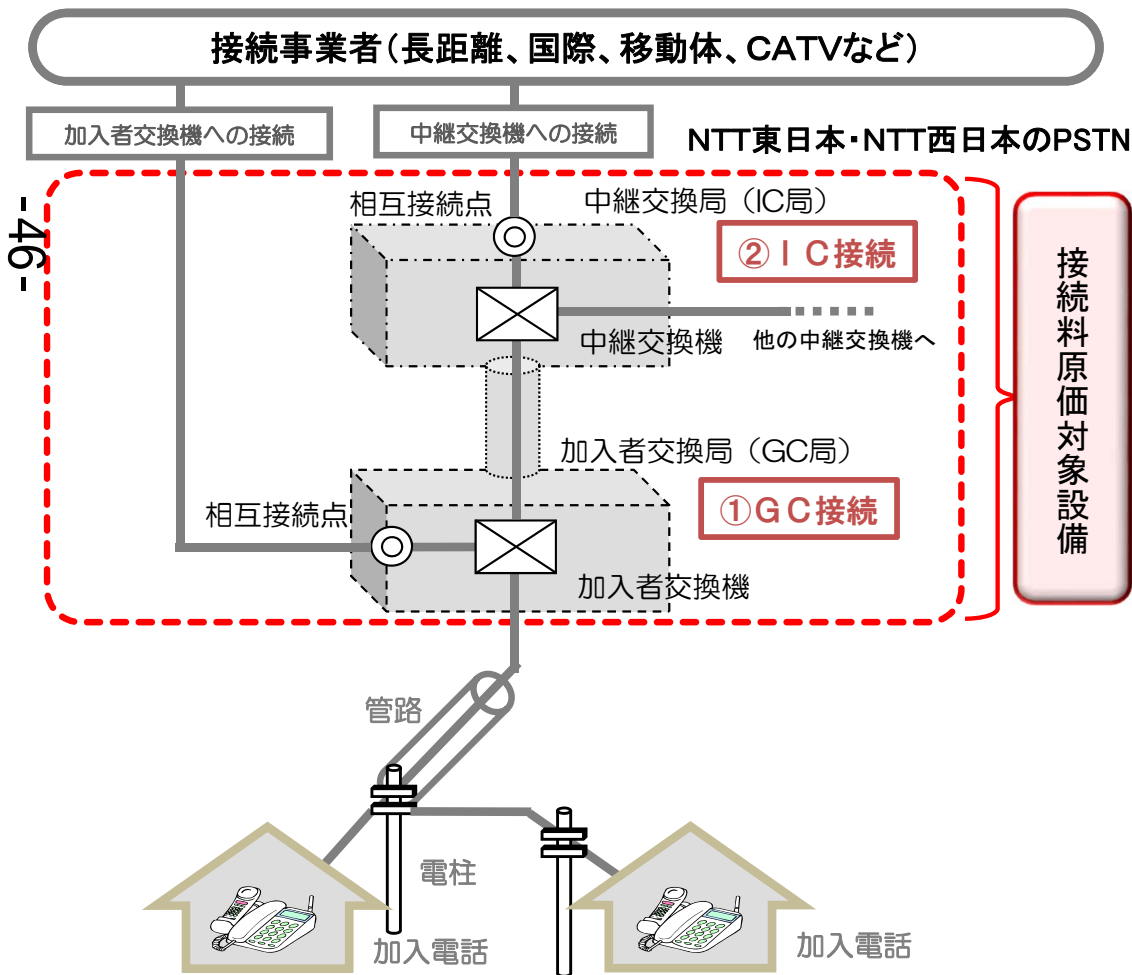 接続事業者（長距離、国際、移動体、CATVなど）
加入者交換機への接続
中継交換機への接続
NTT東日本・NTT西日本のPSTN
-46-
相互接続点
中継交換局（IC局）
②ＩＣ接続
中継交換機
他の中継交換機へ
接続料原価対象設備
加入者交換局（GC局）
①ＧＣ接続
相互接続点
加入者交換機
管路
電柱
加入電話
加入電話